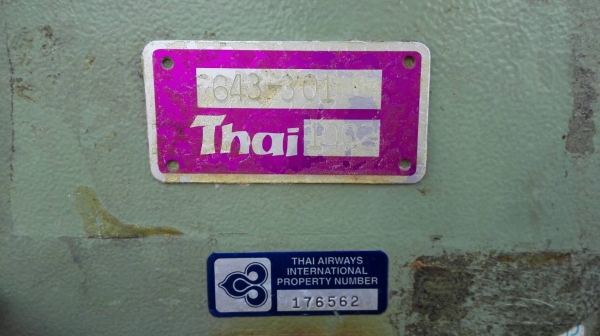 643-301
Thai
THAI AIRWAYS
INTERNATIONAL
PROPERTY NUMBER
176562